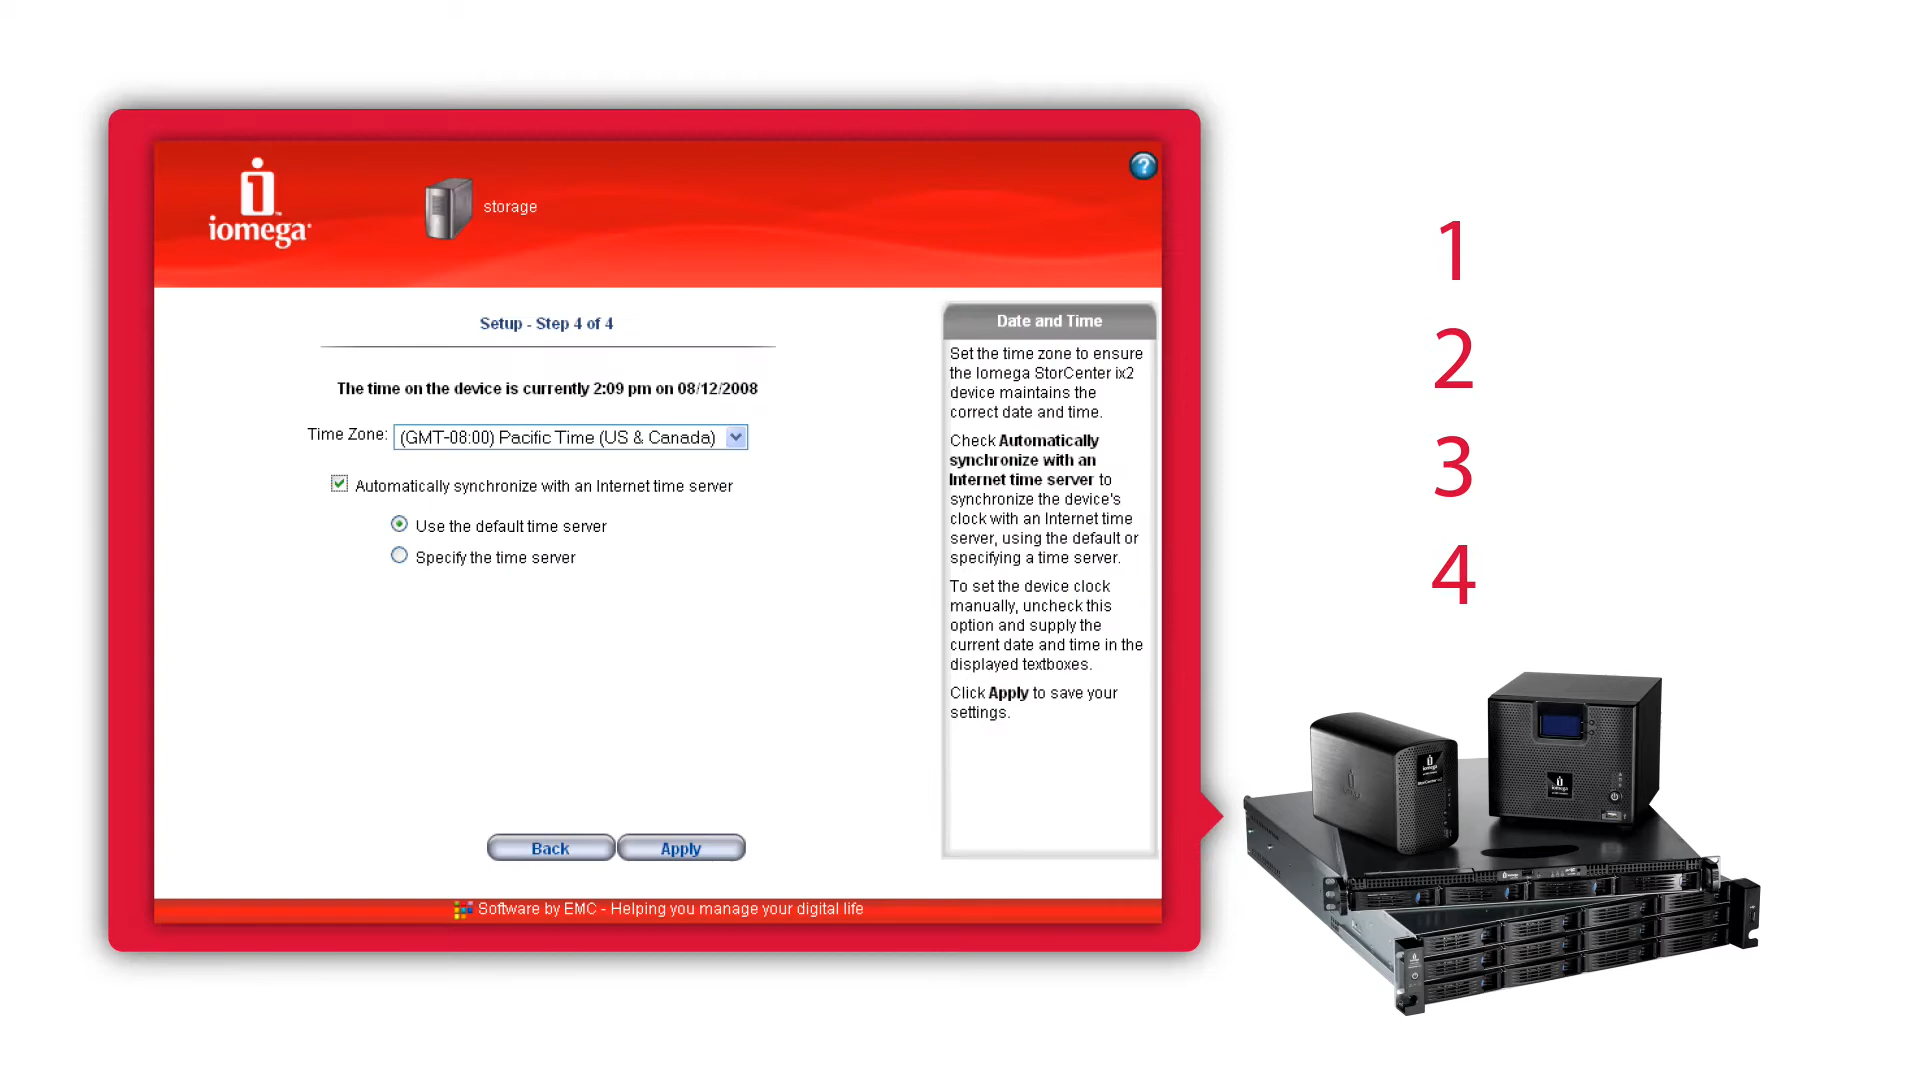 iomega
storage
?
Setup - Step 4 of 4
The time on the device is currently 2:09 pm on 08/12/2008
Time Zone: (GMT-08:00) Pacific Time (US & Canada)
Automatically synchronize with an Internet time server
Use the default time server
Specify the time server
Back
Apply
Date and Time
Set the time zone to ensure
the Iomega StorCenter ix2
device maintains the
correct date and time.
Check Automatically
synchronize with an
Internet time server to
synchronize the device's
clock with an Internet time
server, using the default or
specifying a time server.
To set the device clock
manually, uncheck this
option and supply the
current date and time in the
displayed textboxes.
Click Apply to save your
settings.
Software by EMC - Helping you manage your digital life
1
2
3
4
iomega
iomega